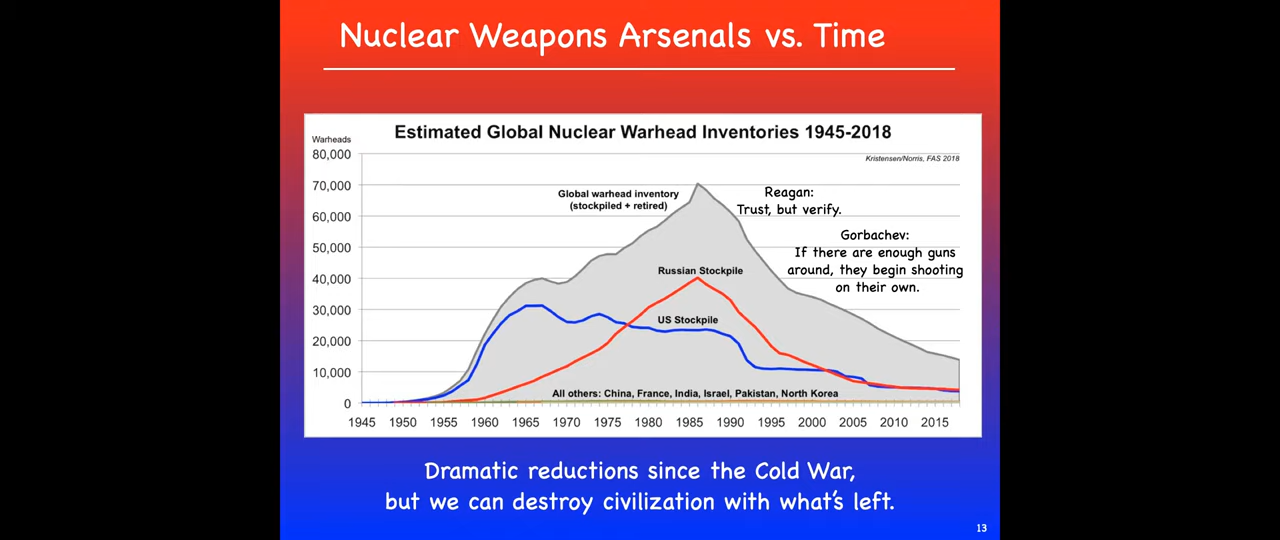 Nuclear Weapons Arsenals vs. Time
Estimated Global Nuclear Warhead Inventories 1945-2018
Warheads
Kristensen/Norris, FAS 2018
80,000
70,000
60,000
50,000
40,000
30,000
20,000
10,000
0
Global warhead inventory
(stockpiled + retired)
Reagan:
Trust, but verify.
Gorbachev:
If there are enough guns
around, they begin shooting
on their own.
Russian Stockpile
US Stockpile
All others: China, France, India, Israel, Pakistan, North Korea
1945 1950 1955 1960 1965 1970 1975 1980 1985 1990 1995 2000 2005 2010 2015
Dramatic reductions since the Cold War,
but we can destroy civilization with what's left.
13